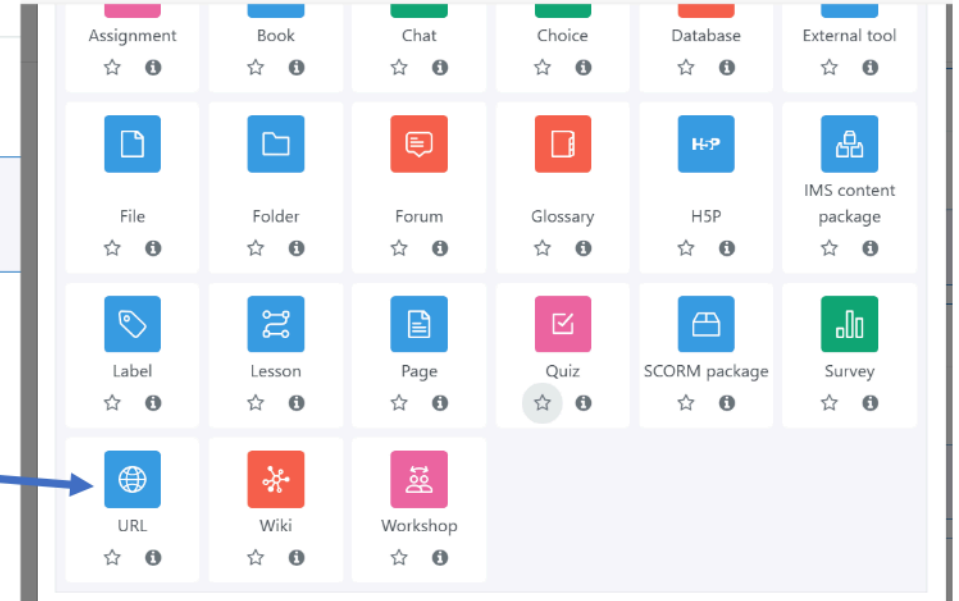 Assignment Book Chat Choice Database External tool
H5P
IMS content
File Folder Forum Glossary H5P package
Label Lesson Page Quiz SCORM package Survey
URL Wiki Workshop